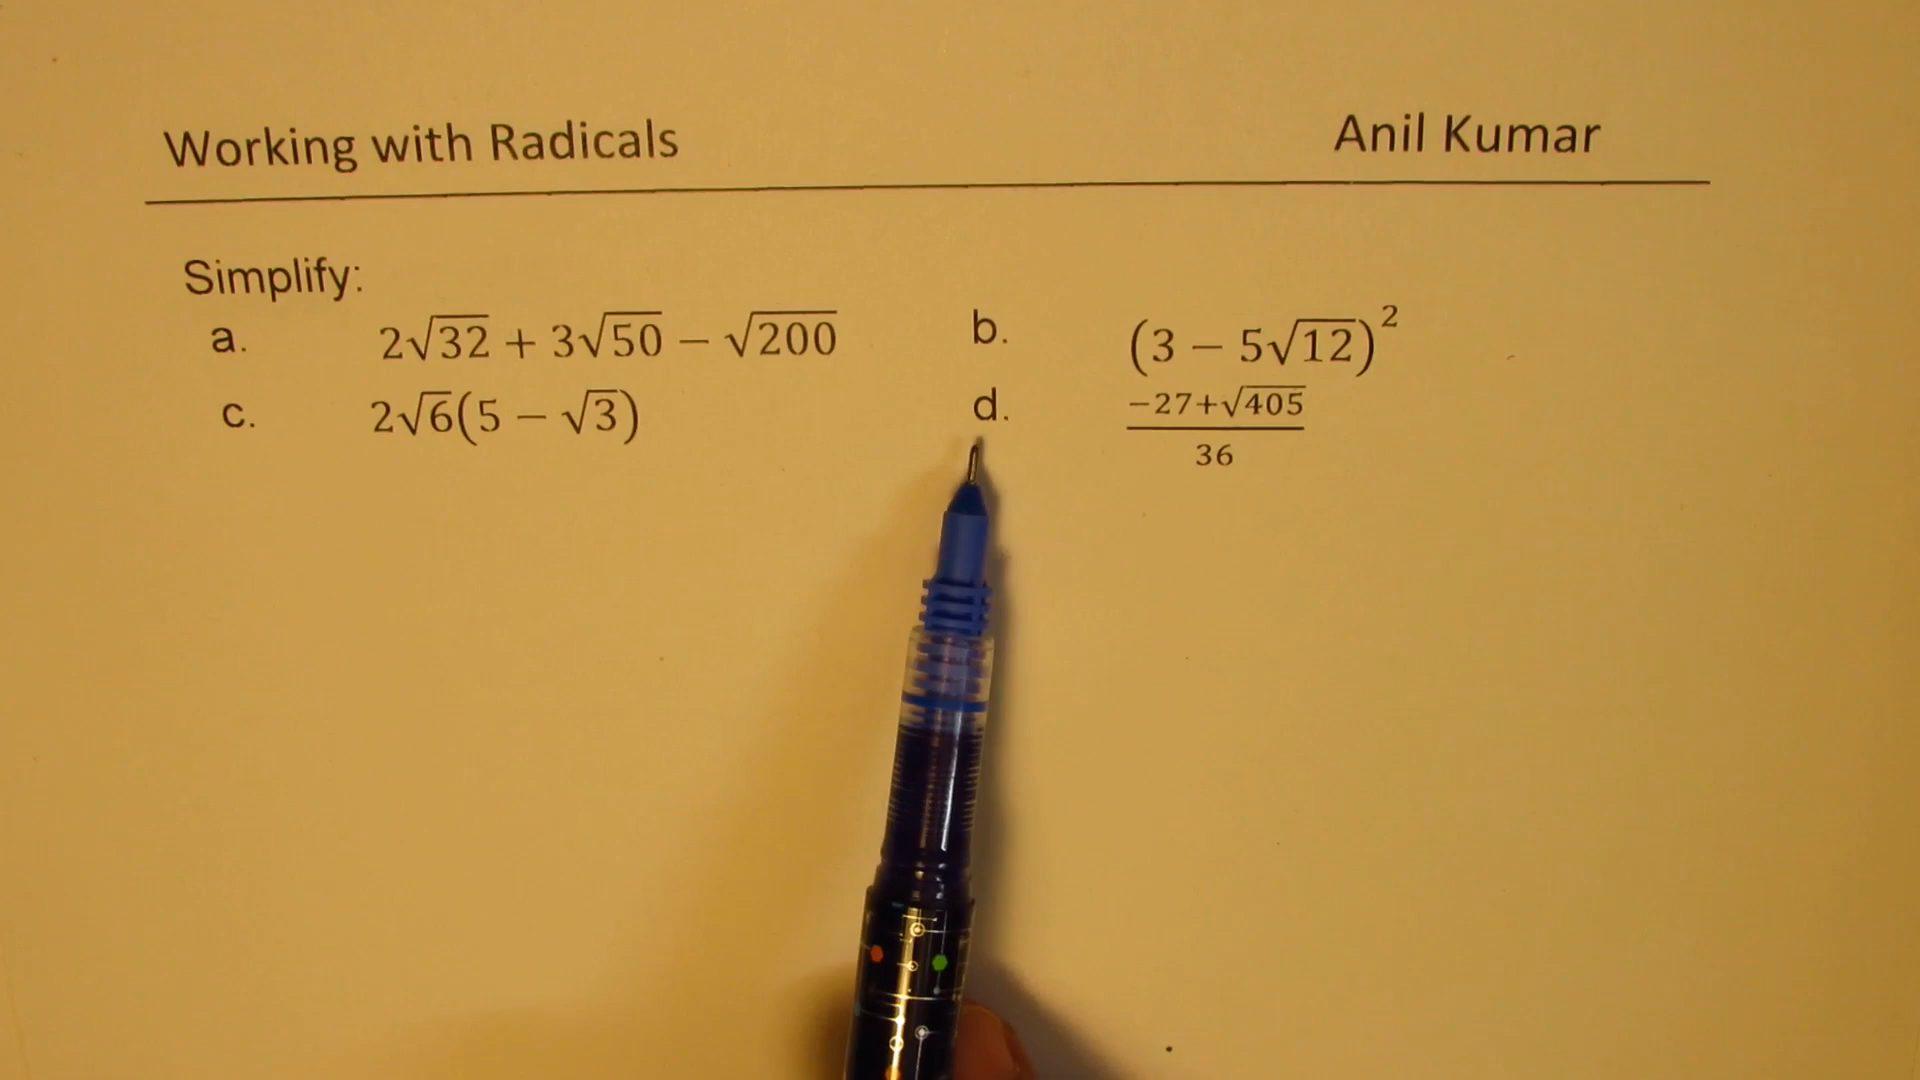 Working with Radicals Anil Kumar
Simplify:
a. 2√32 + 3√50 − √200 b. (3 − 5√12)²
c. 2√6(5 − √3) d. −27+√405
36